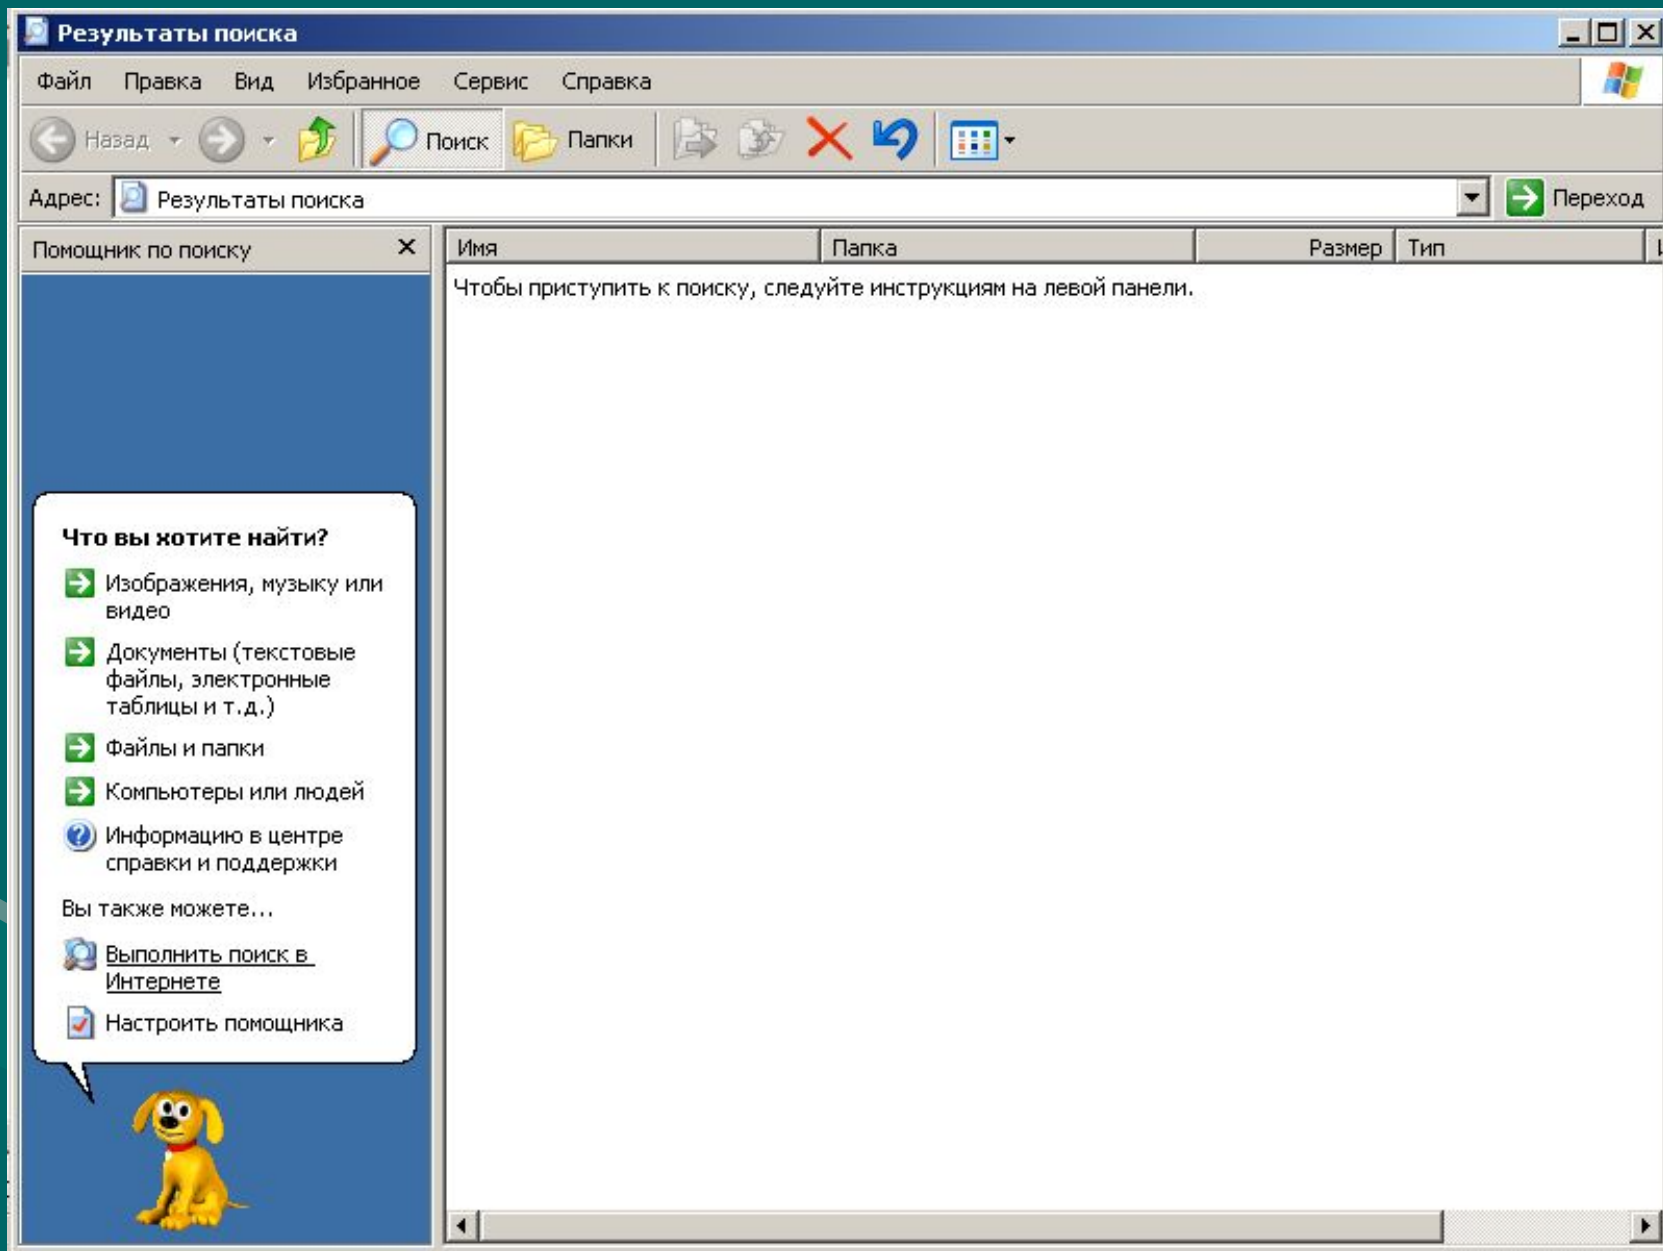 Результаты поиска
Файл Правка Вид Избранное Сервис Справка
Назад Поиск Папки
Адрес: Результаты поиска Переход
Помощник по поиску
Имя Папка Размер Тип
Чтобы приступить к поиску, следуйте инструкциям на левой панели.
Что вы хотите найти?
Изображения, музыку или
видео
Документы (текстовые
файлы, электронные
таблицы и т.д.)
Файлы и папки
Компьютеры или людей
Информацию в центре
справки и поддержки
Вы также можете...
Выполнить поиск в
Интернете
Настроить помощника